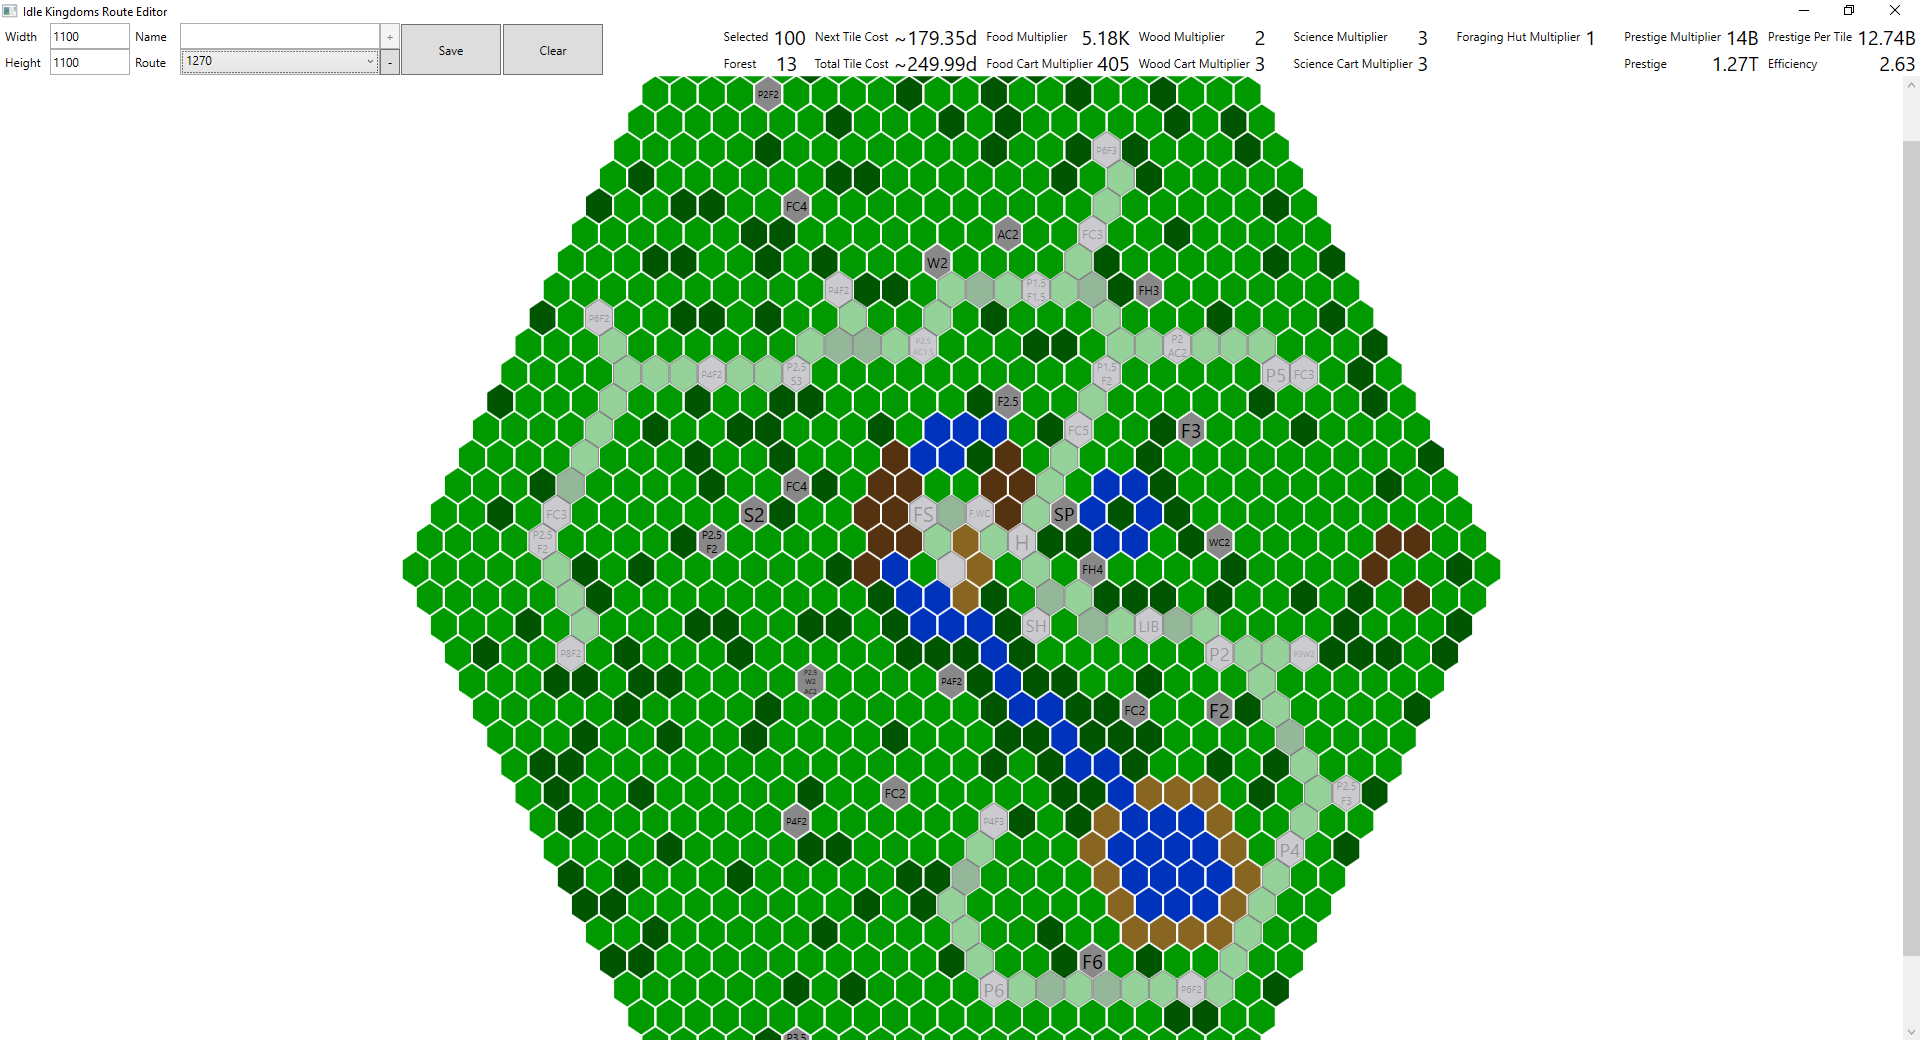 Idle Kingdoms Route Editor
Width 1100 Name + Save Clear
Height 1100 Route 1270 -
Selected 100 Next Tile Cost ~179.35d Food Multiplier 5.18K Wood Multiplier 2 Science Multiplier 3 Foraging Hut Multiplier 1 Prestige Multiplier 14B Prestige Per Tile 12.74B
Forest 13 Total Tile Cost ~249.99d Food Cart Multiplier 405 Wood Cart Multiplier 3 Science Cart Multiplier 3 Prestige 1.27T Efficiency 2.63
P2F2
P6F3
FC4
AC2 FC3
W2
P4F2 P1.5 F1.5 FH3
P6F2
P2.5 AC1.5 P2 AC2
P4F2 P2.5 S3 P1.5 F2 P5 FC3
F2.5
FC5 F3
FC4
FC3 S2 FS F.WC SP
P2.5 F2 P2.5 F2 H WC2
FH4
SH LIB
P6F2 P2 P3W2
P2.5 W2 AC2 P4F2
FC2 F2
FC2 P2.5 F3
P4F2 P4F3
P4
F6
P6 P6F2
P3.5